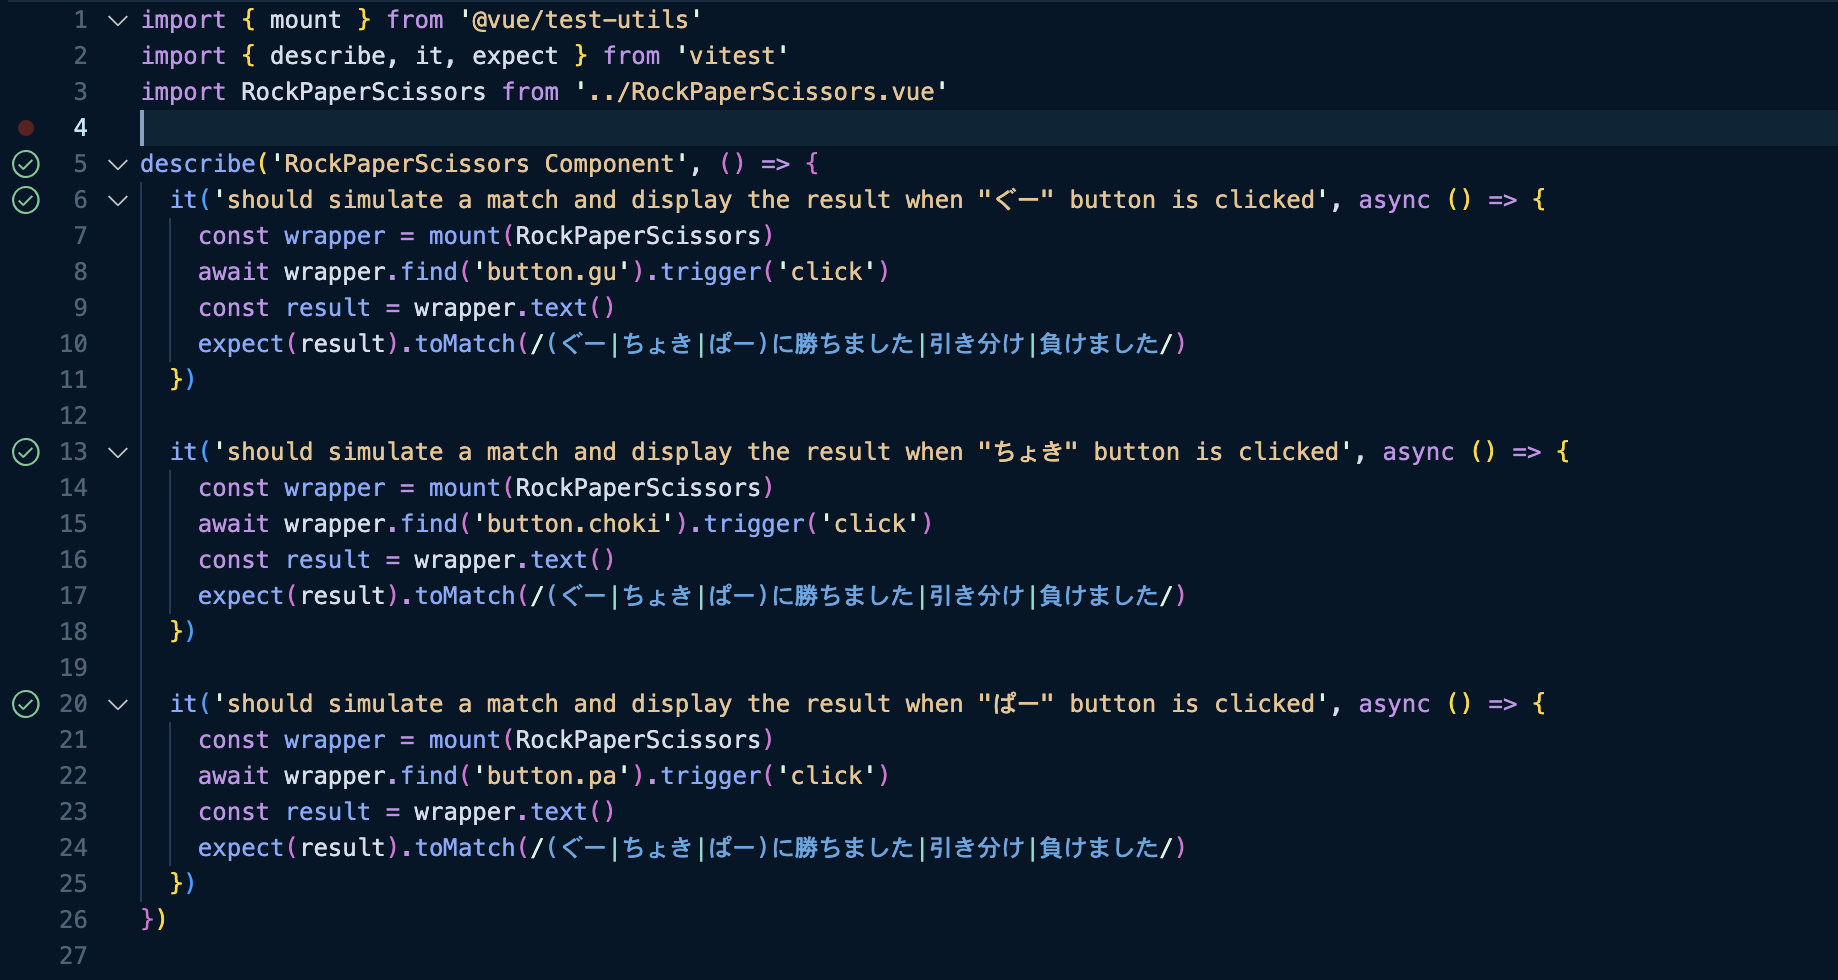 1 import { mount } from '@vue/test-utils'
2 import { describe, it, expect } from 'vitest'
3 import RockPaperScissors from '../RockPaperScissors.vue'
4
5 describe('RockPaperScissors Component', () => {
6   it('should simulate a match and display the result when "ぐー" button is clicked', async () => {
7     const wrapper = mount(RockPaperScissors)
8     await wrapper.find('button.gu').trigger('click')
9     const result = wrapper.text()
10     expect(result).toMatch(/(ぐー|ちょき|ぱー)に勝ちました|引き分け|負けました/)
11   })
12
13   it('should simulate a match and display the result when "ちょき" button is clicked', async () => {
14     const wrapper = mount(RockPaperScissors)
15     await wrapper.find('button.choki').trigger('click')
16     const result = wrapper.text()
17     expect(result).toMatch(/(ぐー|ちょき|ぱー)に勝ちました|引き分け|負けました/)
18   })
19
20   it('should simulate a match and display the result when "ぱー" button is clicked', async () => {
21     const wrapper = mount(RockPaperScissors)
22     await wrapper.find('button.pa').trigger('click')
23     const result = wrapper.text()
24     expect(result).toMatch(/(ぐー|ちょき|ぱー)に勝ちました|引き分け|負けました/)
25   })
26 })
27